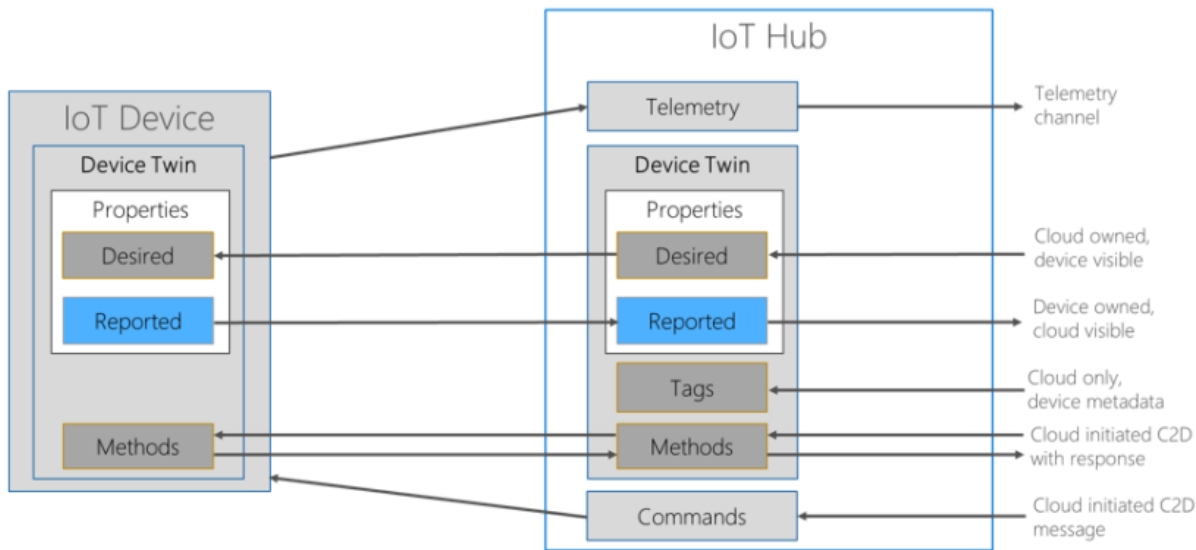 IoT Hub
IoT Device
Device Twin
Properties
Desired
Reported
Methods
Telemetry
Device Twin
Properties
Desired
Reported
Tags
Methods
Commands
Telemetry
channel
Cloud owned,
device visible
Device owned,
cloud visible
Cloud only,
device metadata
Cloud initiated C2D
with response
Cloud initiated C2D
message